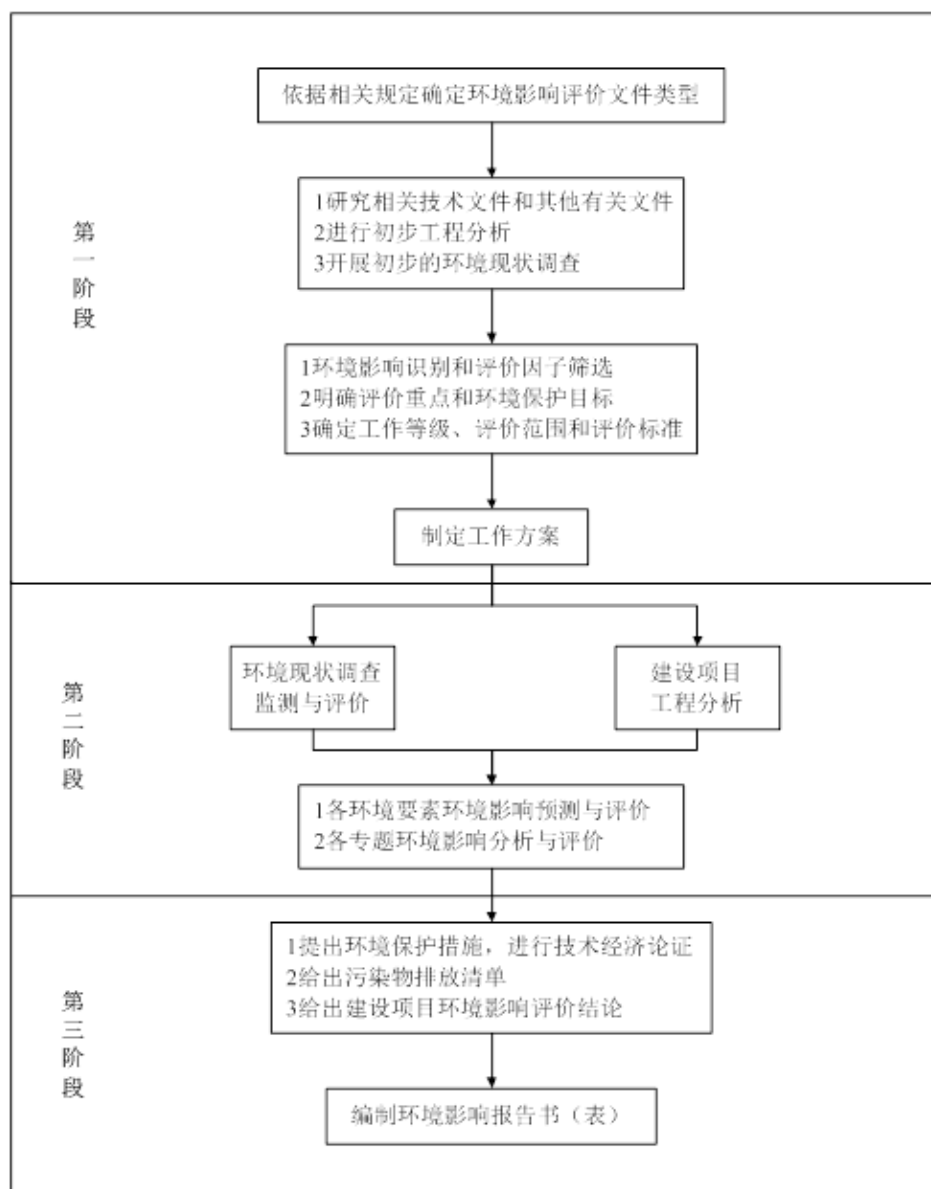 依据相关规定确定环境影响评价文件类型
1研究相关技术文件和其他有关文件
2进行初步工程分析
3开展初步的环境现状调查
第一阶段
1环境影响识别和评价因子筛选
2明确评价重点和环境保护目标
3确定工作等级、评价范围和评价标准
制定工作方案
环境现状调查
监测与评价
建设项目
工程分析
第二阶段
1各环境要素环境影响预测与评价
2各专题环境影响分析与评价
1提出环境保护措施，进行技术经济论证
2给出污染物排放清单
3给出建设项目环境影响评价结论
第三阶段
编制环境影响报告书（表）